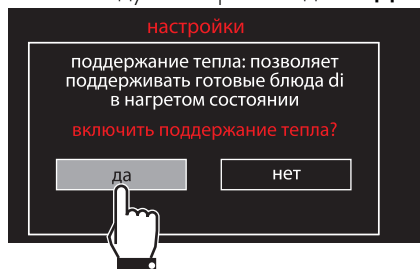 настройки
поддержание тепла: позволяет
поддерживать готовые блюда di
в нагретом состоянии
включить поддержание тепла?
да
нет